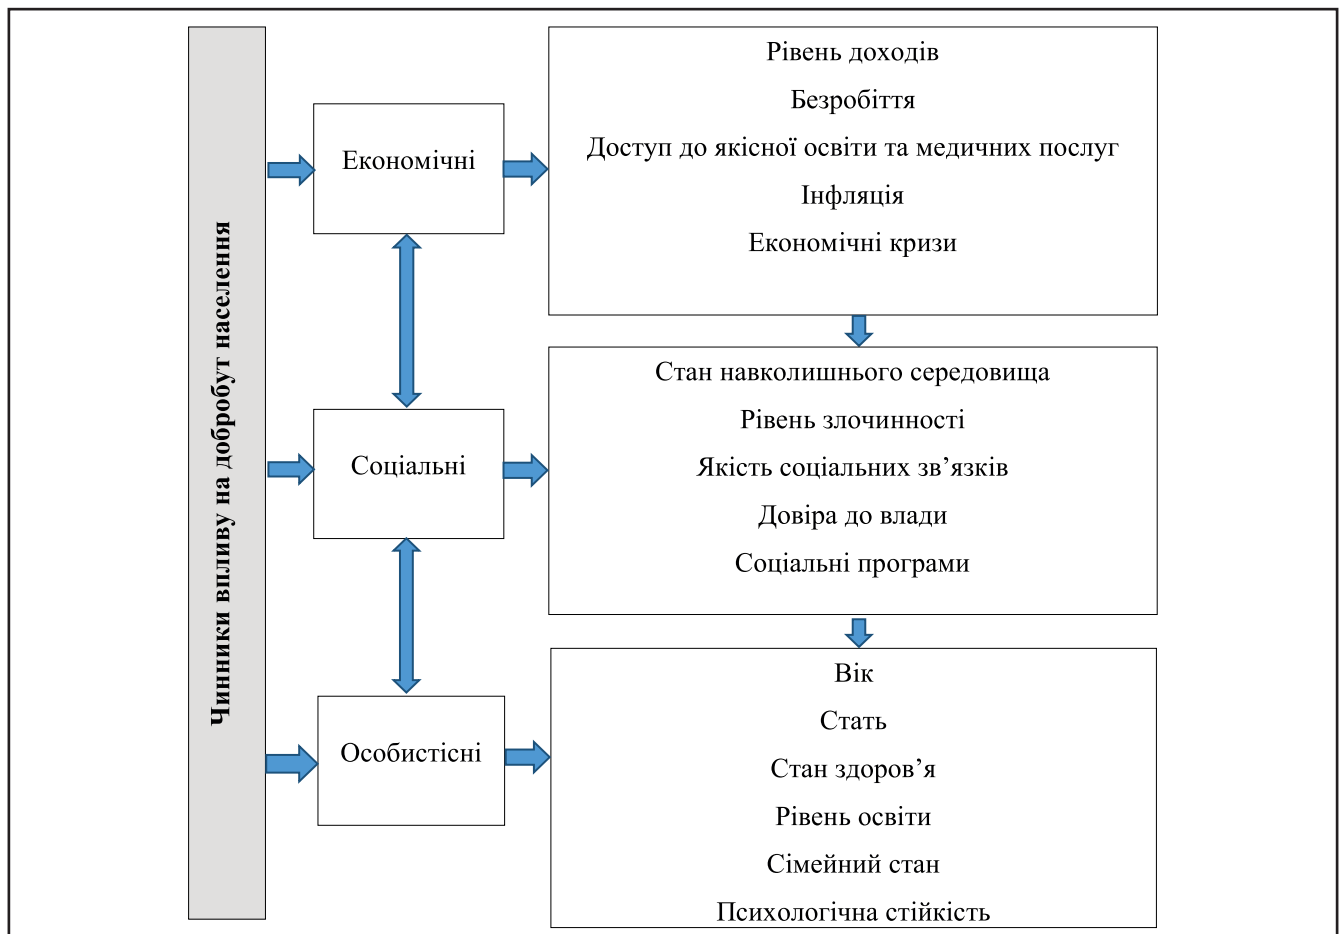 Чинники впливу на добробут населення
Економічні
Рівень доходів
Безробіття
Доступ до якісної освіти та медичних послуг
Інфляція
Економічні кризи
Соціальні
Стан навколишнього середовища
Рівень злочинності
Якість соціальних зв’язків
Довіра до влади
Соціальні програми
Особистісні
Вік
Стать
Стан здоров’я
Рівень освіти
Сімейний стан
Психологічна стійкість